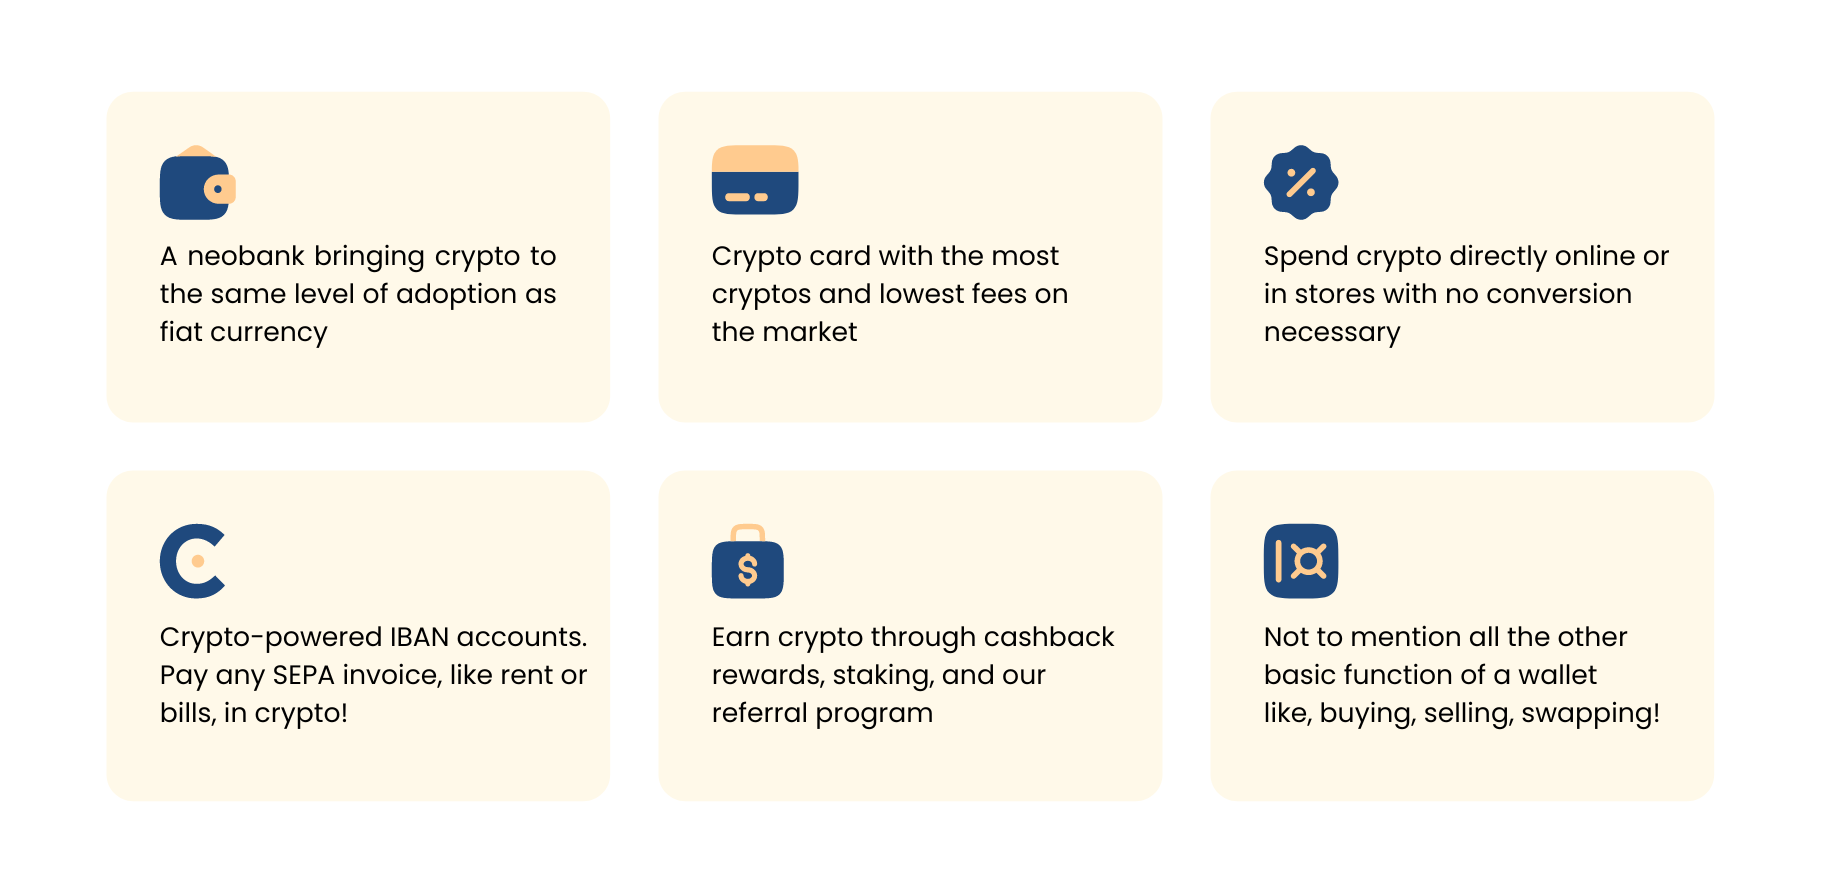 A neobank bringing crypto to
the same level of adoption as
fiat currency
Crypto card with the most
cryptos and lowest fees on
the market
Spend crypto directly online or
in stores with no conversion
necessary
Crypto-powered IBAN accounts.
Pay any SEPA invoice, like rent or
bills, in crypto!
Earn crypto through cashback
rewards, staking, and our
referral program
Not to mention all the other
basic function of a wallet
like, buying, selling, swapping!